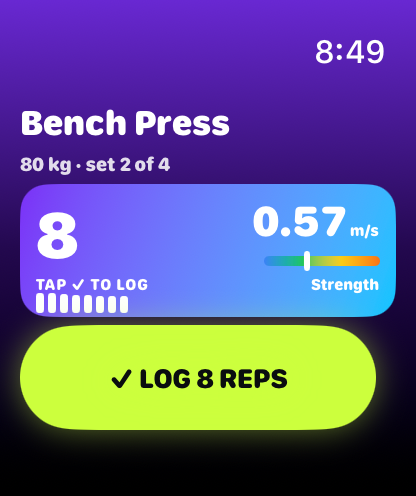 8:49
Bench Press
80 kg · set 2 of 4
8
0.57 m/s
TAP ✓ TO LOG
Strength
✓ LOG 8 REPS